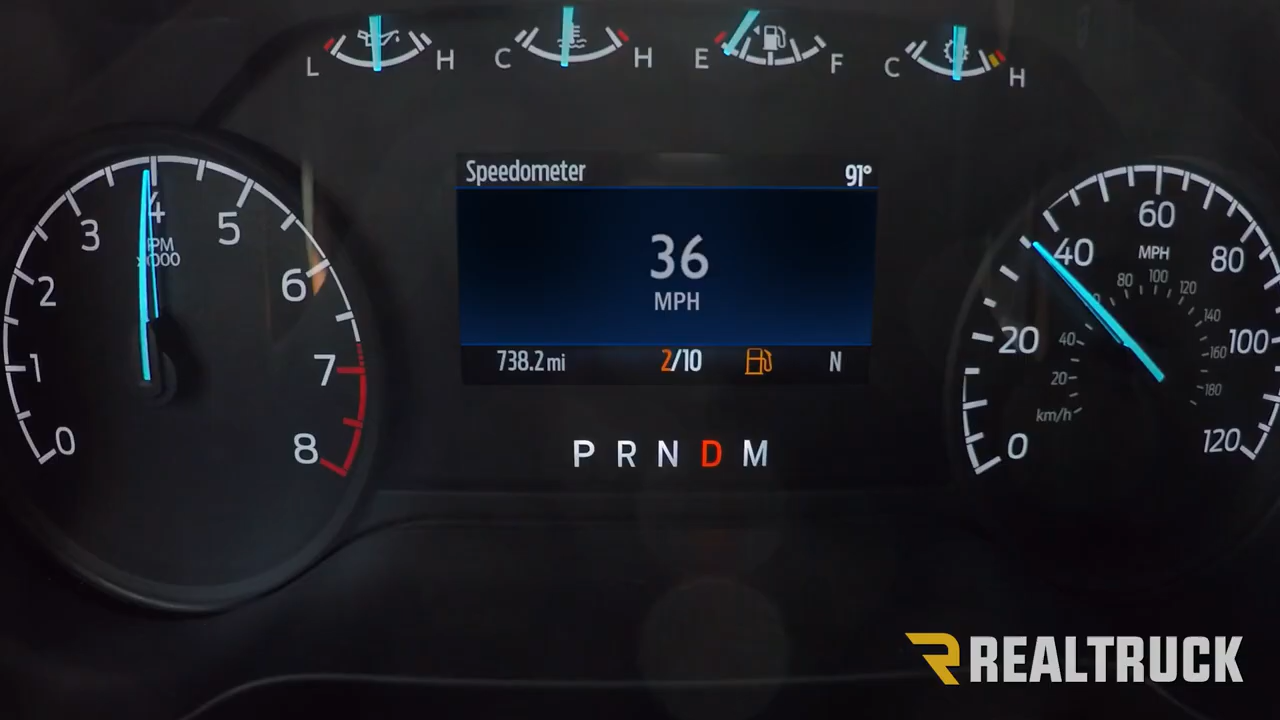 L H C H E F C H
Speedometer 91°
36
MPH
738.2 mi 2/10 N
P R N D M
0 1 2 3 4 5 6 7 8
RPM
x1000
0 20 40 60 80 100 120
MPH
20 40 80 100 120 140 160 180
km/h
REALTRUCK